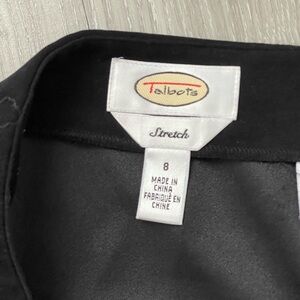 Talbots
Stretch
8
MADE IN
CHINA
FABRIQUÉ EN
CHINE